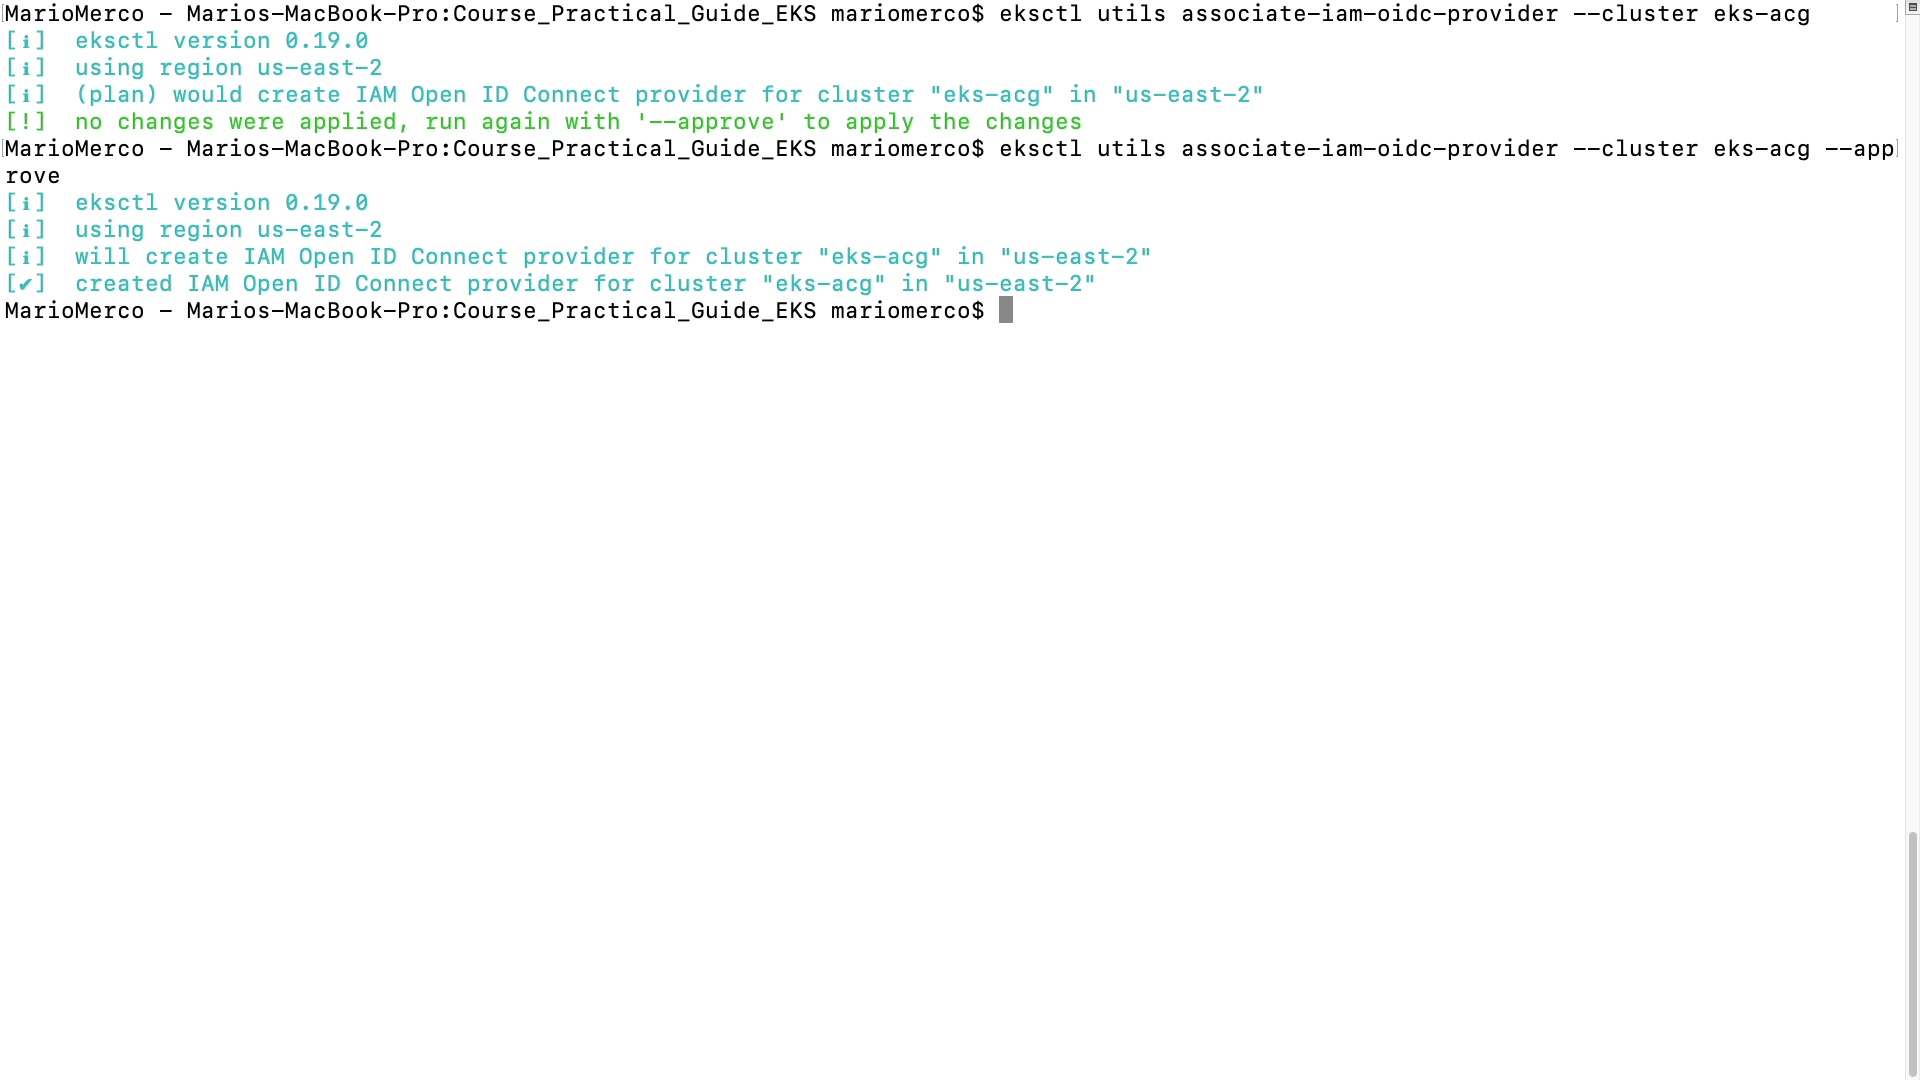 MarioMerco - Marios-MacBook-Pro:Course_Practical_Guide_EKS mariomerco$ eksctl utils associate-iam-oidc-provider --cluster eks-acg
[ℹ]  eksctl version 0.19.0
[ℹ]  using region us-east-2
[ℹ]  (plan) would create IAM Open ID Connect provider for cluster "eks-acg" in "us-east-2"
[!]  no changes were applied, run again with '--approve' to apply the changes
MarioMerco - Marios-MacBook-Pro:Course_Practical_Guide_EKS mariomerco$ eksctl utils associate-iam-oidc-provider --cluster eks-acg --app
rove
[ℹ]  eksctl version 0.19.0
[ℹ]  using region us-east-2
[ℹ]  will create IAM Open ID Connect provider for cluster "eks-acg" in "us-east-2"
[✔]  created IAM Open ID Connect provider for cluster "eks-acg" in "us-east-2"
MarioMerco - Marios-MacBook-Pro:Course_Practical_Guide_EKS mariomerco$